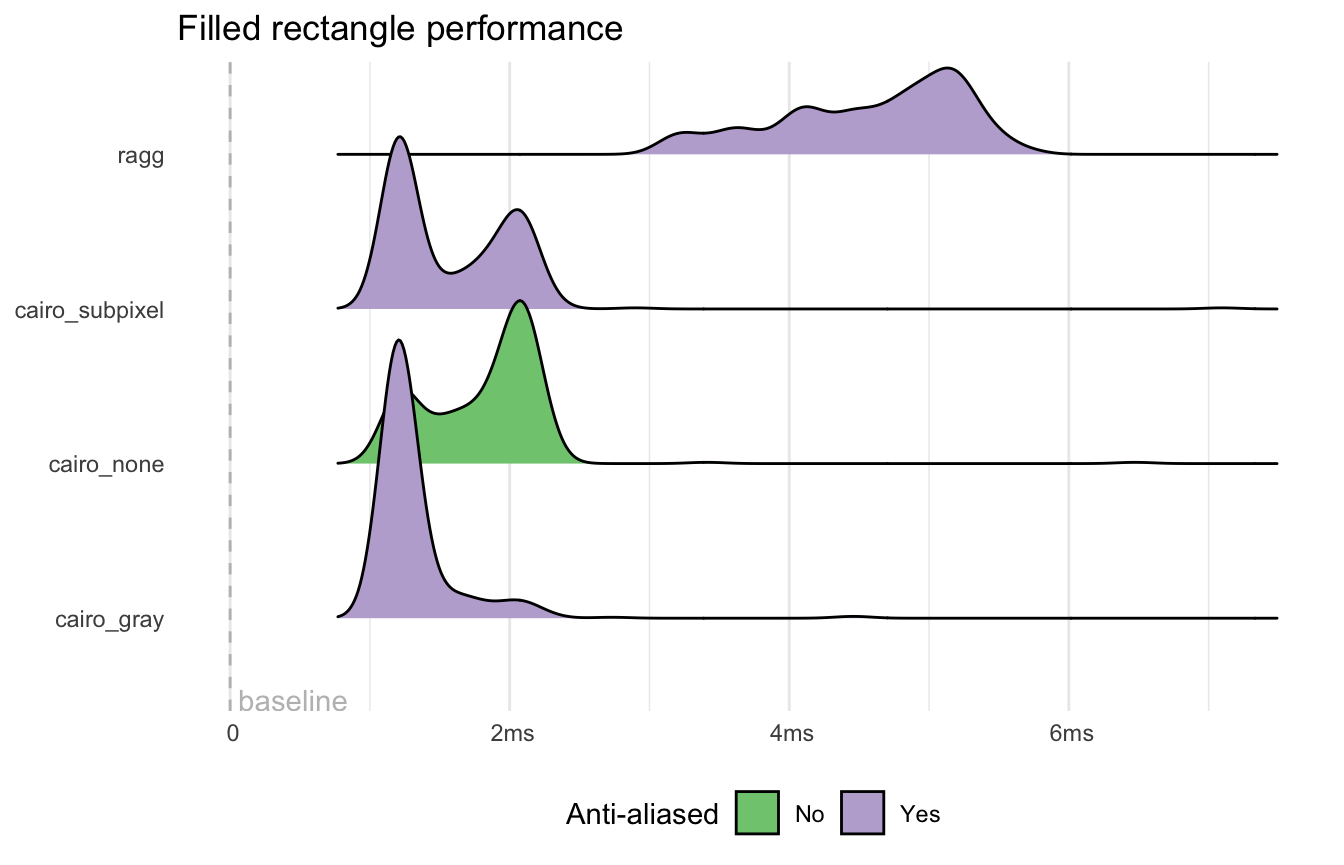 Filled rectangle performance
ragg
cairo_subpixel
cairo_none
cairo_gray
baseline
0 2ms 4ms 6ms
Anti-aliased No Yes